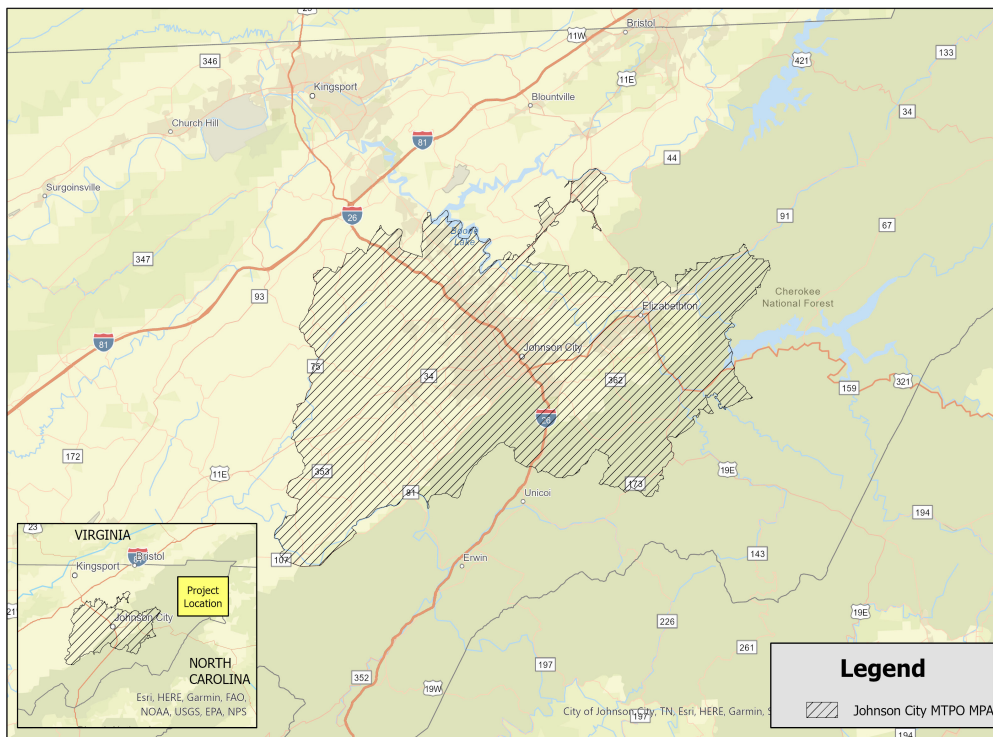 23
Bristol
11W
346
421
133
11E
Kingsport
Blountville
34
Church Hill
81
44
Surgoinsville
91
26
67
Boone
Lake
347
Cherokee
National Forest
93
Elizabethton
81
Johnson City
75
34
362
159
321
26
172
11E
353
19E
173
81
Unicoi
194
107
143
Erwin
19E
226
261
197
352
19W
197
194
23
VIRGINIA
Bristol
Kingsport
Project
Location
21
Johnson City
NORTH
CAROLINA
Esri, HERE, Garmin, FAO,
NOAA, USGS, EPA, NPS
City of Johnson City, TN, Esri, HERE, Garmin, S
Legend
Johnson City MTPO MPA